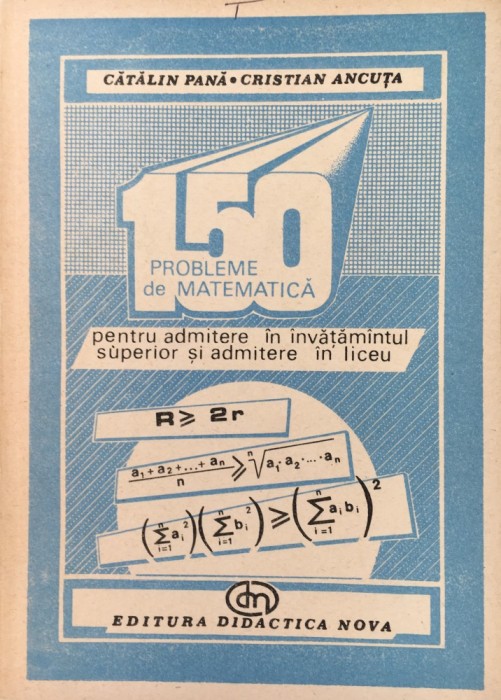 CĂTĂLIN PANĂ • CRISTIAN ANCUȚA
150
PROBLEME
de MATEMATICĂ
pentru admitere în învățămîntul
superior și admitere în liceu
R ⩾ 2r
(a₁ + a₂ + ... + aₙ)/n ⩾ ⁿ√(a₁ · a₂ · ... · aₙ)
(∑ᵢ₌₁ⁿ aᵢ²)(∑ᵢ₌₁ⁿ bᵢ²) ⩾ (∑ᵢ₌₁ⁿ aᵢbᵢ)²
dn
EDITURA DIDACTICA NOVA